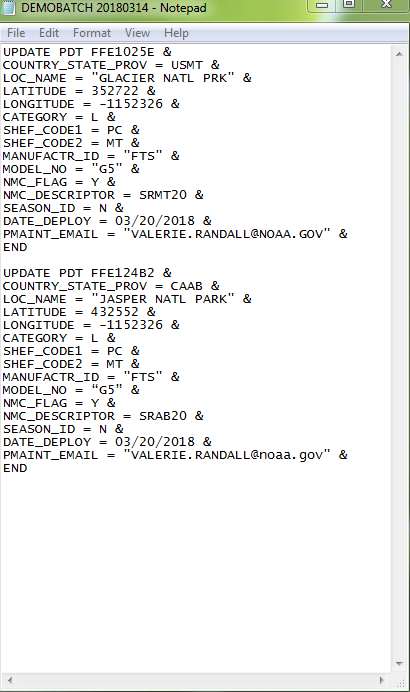 DEMOBATCH 20180314 - Notepad
File Edit Format View Help
UPDATE PDT FFE1025E &
COUNTRY_STATE_PROV = USMT &
LOC_NAME = "GLACIER NATL PRK" &
LATITUDE = 352722 &
LONGITUDE = -1152326 &
CATEGORY = L &
SHEF_CODE1 = PC &
SHEF_CODE2 = MT &
MANUFACTR_ID = "FTS" &
MODEL_NO = "G5" &
NMC_FLAG = Y &
NMC_DESCRIPTOR = SRMT20 &
SEASON_ID = N &
DATE_DEPLOY = 03/20/2018 &
PMAINT_EMAIL = "VALERIE.RANDALL@NOAA.GOV" &
END
UPDATE PDT FFE124B2 &
COUNTRY_STATE_PROV = CAAB &
LOC_NAME = "JASPER NATL PARK" &
LATITUDE = 432552 &
LONGITUDE = -1152326 &
CATEGORY = L &
SHEF_CODE1 = PC &
SHEF_CODE2 = MT &
MANUFACTR_ID = "FTS" &
MODEL_NO = “G5" &
NMC_FLAG = Y &
NMC_DESCRIPTOR = SRAB20 &
SEASON_ID = N &
DATE_DEPLOY = 03/20/2018 &
PMAINT_EMAIL = "VALERIE.RANDALL@noaa.gov" &
END